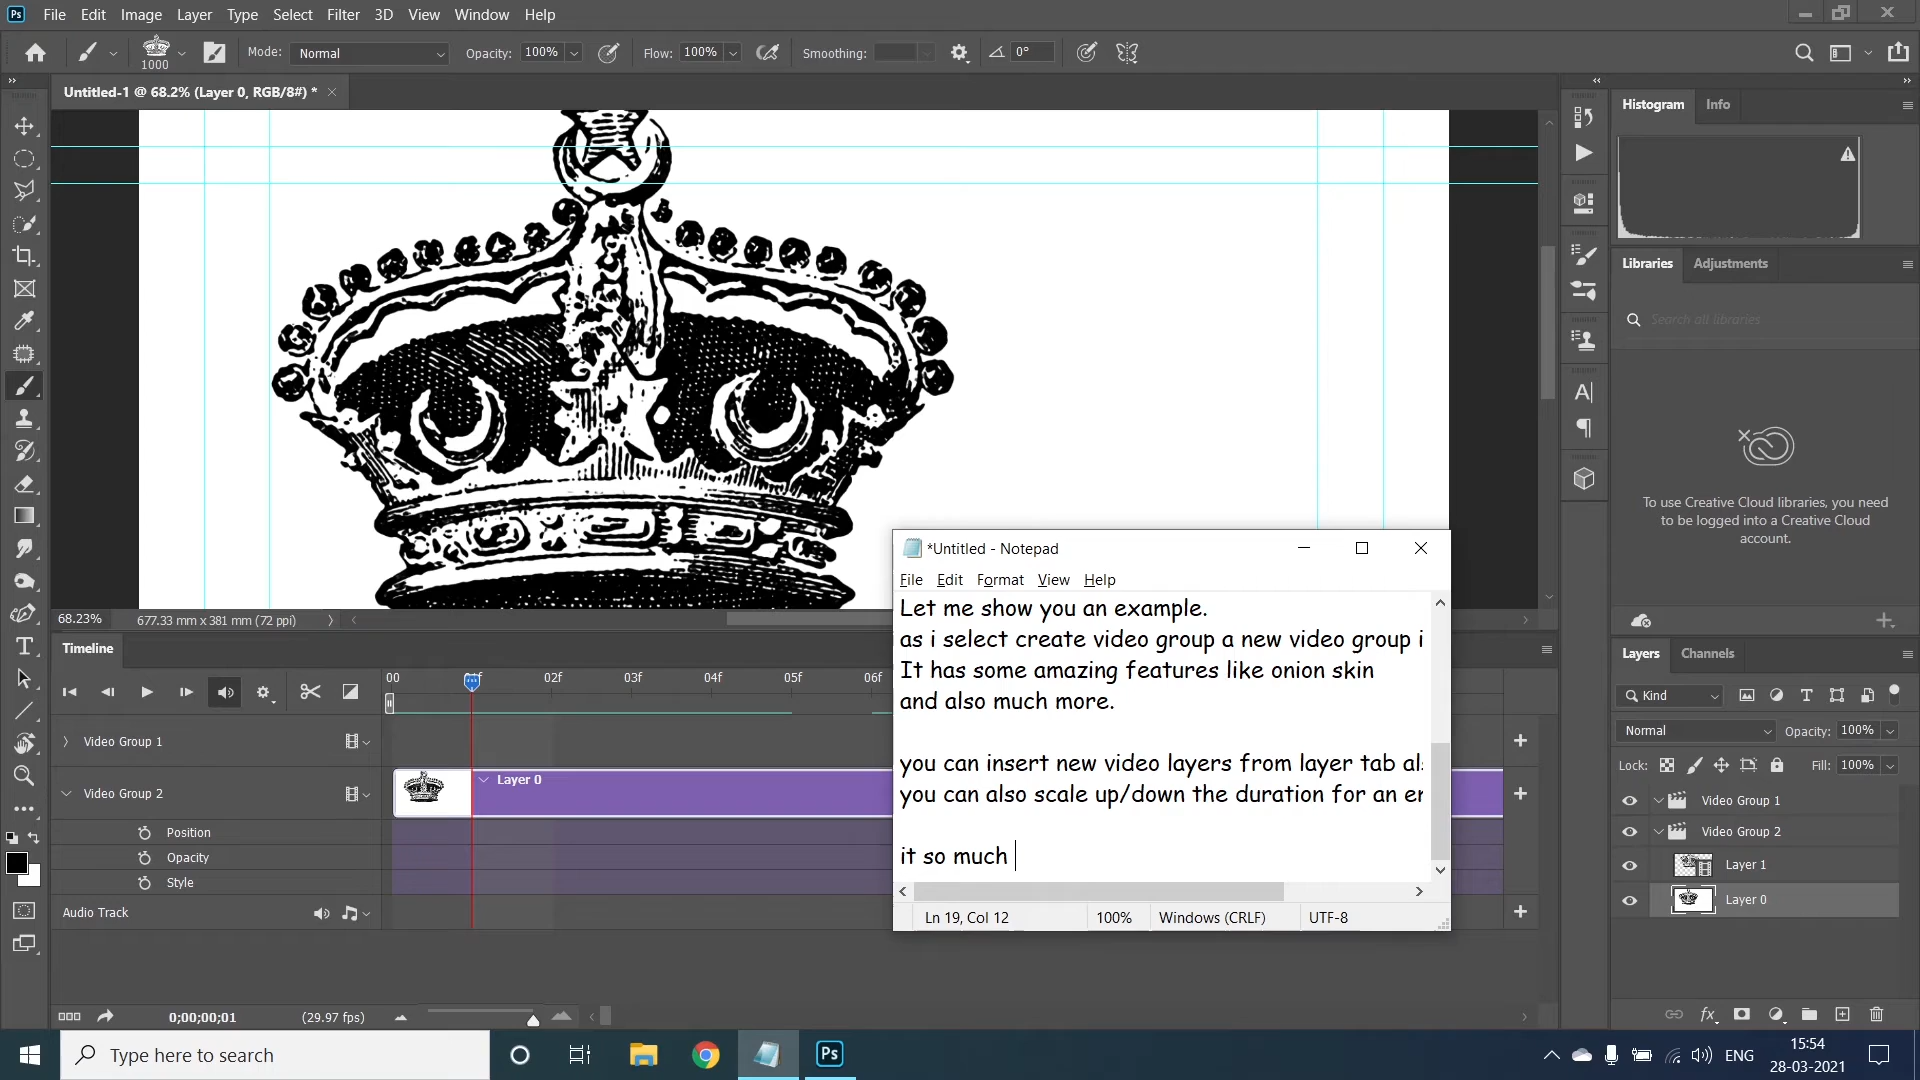 Ps File Edit Image Layer Type Select Filter 3D View Window Help
1000 Mode: Normal Opacity: 100% Flow: 100% Smoothing: 0°
Untitled-1 @ 68.2% (Layer 0, RGB/8#) *
Histogram Info
Libraries Adjustments
Search all libraries
To use Creative Cloud libraries, you need
to be logged into a Creative Cloud
account.
*Untitled - Notepad
File Edit Format View Help
Let me show you an example.
as i select create video group a new video group i
It has some amazing features like onion skin
and also much more.
you can insert new video layers from layer tab als
you can also scale up/down the duration for an
it so much
Ln 19, Col 12 100% Windows (CRLF) UTF-8
68.23% 677.33 mm x 381 mm (72 ppi)
Timeline
00 02f 03f 04f 05f 06f
Video Group 1
Video Group 2
Layer 0
Position
Opacity
Style
Audio Track
0;00;00;01 (29.97 fps)
Layers Channels
Kind
Normal Opacity: 100%
Lock: Fill: 100%
Video Group 1
Video Group 2
Layer 1
Layer 0
fx
Type here to search
Ps
ENG
15:54
28-03-2021